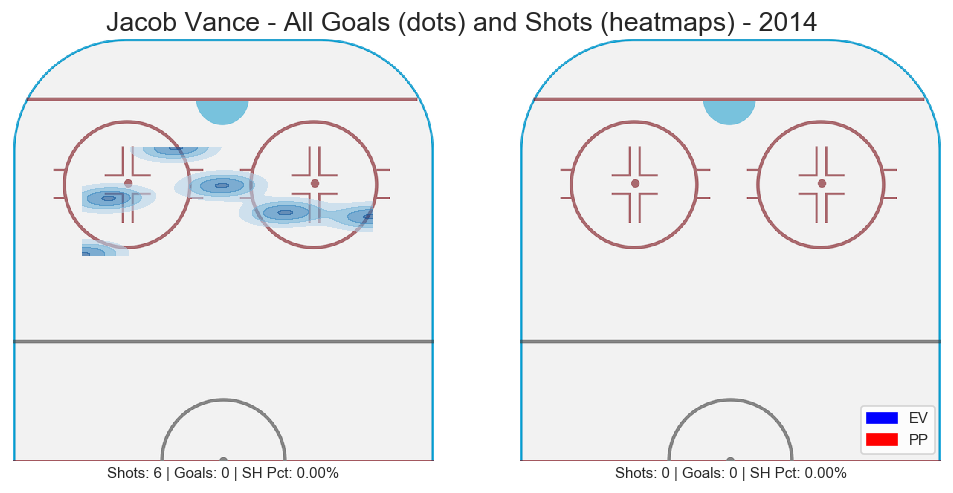 Jacob Vance - All Goals (dots) and Shots (heatmaps) - 2014
EV
PP
Shots: 6 | Goals: 0 | SH Pct: 0.00%
Shots: 0 | Goals: 0 | SH Pct: 0.00%